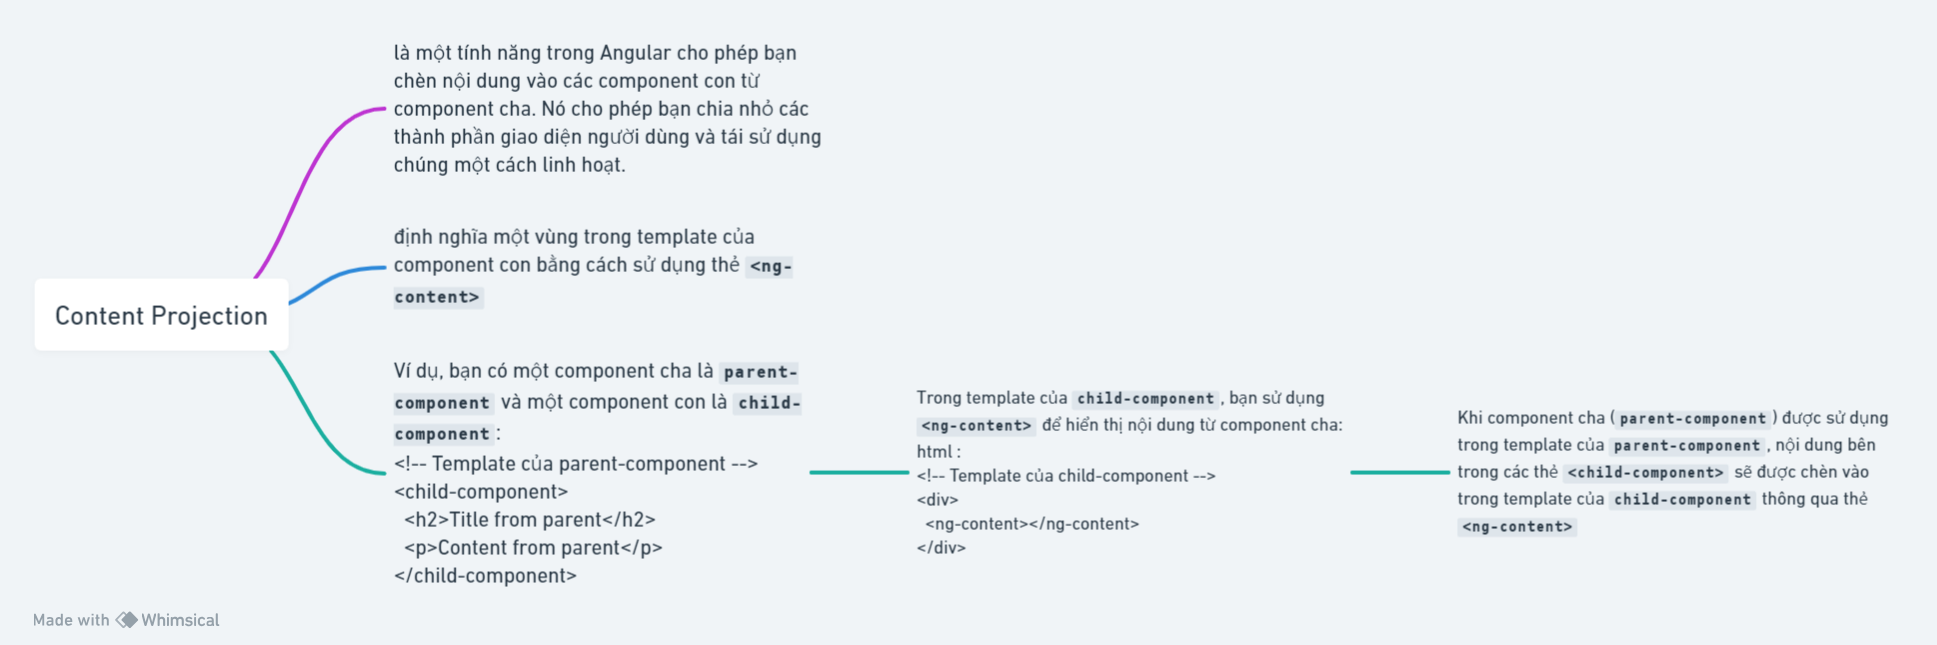 là một tính năng trong Angular cho phép bạn
chèn nội dung vào các component con từ
component cha. Nó cho phép bạn chia nhỏ các
thành phần giao diện người dùng và tái sử dụng
chúng một cách linh hoạt.
định nghĩa một vùng trong template của
component con bằng cách sử dụng thẻ <ng-
content>
Content Projection
Ví dụ, bạn có một component cha là parent-
component và một component con là child-
component:
<!-- Template của parent-component -->
<child-component>
  <h2>Title from parent</h2>
  <p>Content from parent</p>
</child-component>
Trong template của child-component, bạn sử dụng
<ng-content> để hiển thị nội dung từ component cha:
html :
<!-- Template của child-component -->
<div>
  <ng-content></ng-content>
</div>
Khi component cha (parent-component) được sử dụng
trong template của parent-component, nội dung bên
trong các thẻ <child-component> sẽ được chèn vào
trong template của child-component thông qua thẻ
<ng-content>
Made with Whimsical